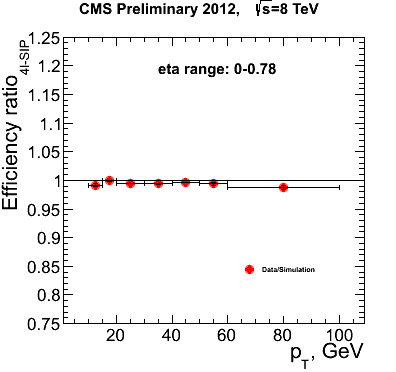 CMS Preliminary 2012, √s=8 TeV
Efficiency ratio 4l-SIP
eta range: 0-0.78
1.25
1.2
1.15
1.1
1.05
1
0.95
0.9
0.85
0.8
0.75
Data/Simulation
20 40 60 80 100
p_T, GeV